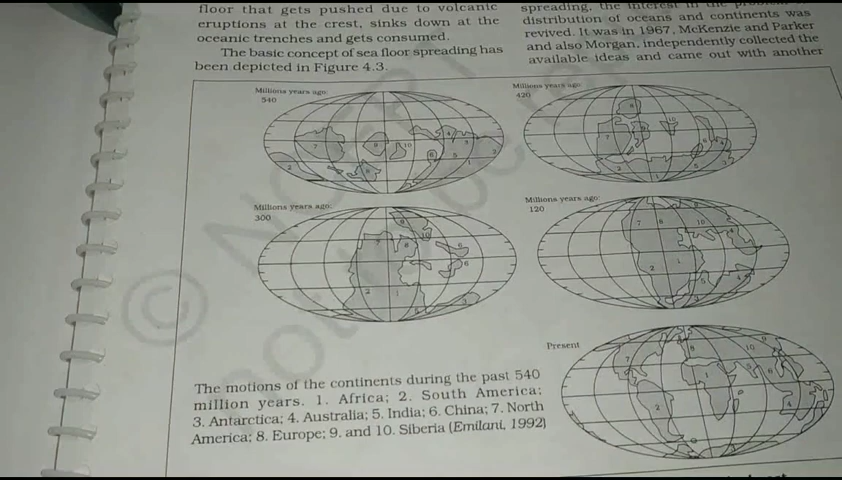 floor that gets pushed due to volcanic
eruptions at the crest, sinks down at the
oceanic trenches and gets consumed.
The basic concept of sea floor spreading has
been depicted in Figure 4.3.
spreading, the interest in the
distribution of oceans and continents was
revived. It was in 1967, McKenzie and Parker
and also Morgan, independently collected the
available ideas and came out with another
Millions years ago:
540
Millions years ago:
420
Millions years ago:
300
Millions years ago:
120
Present
The motions of the continents during the past 540
million years. 1. Africa; 2. South America;
3. Antarctica; 4. Australia; 5. India; 6. China; 7. North
America; 8. Europe; 9. and 10. Siberia (Emilani, 1992)
© NCERT
not to be